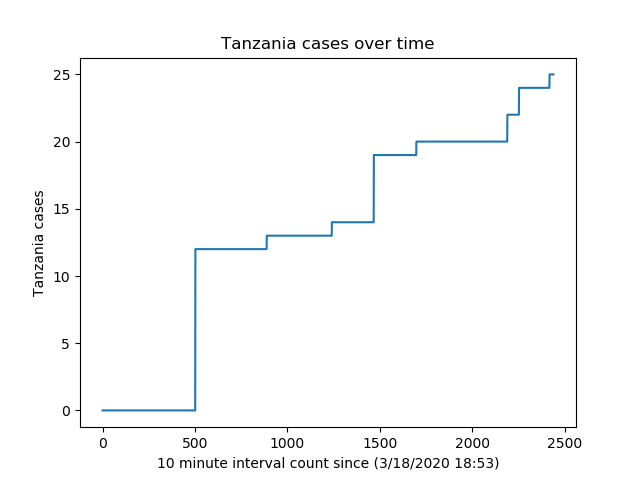 Tanzania cases over time
25
20
15
10
5
0
Tanzania cases
0 500 1000 1500 2000 2500
10 minute interval count since (3/18/2020 18:53)